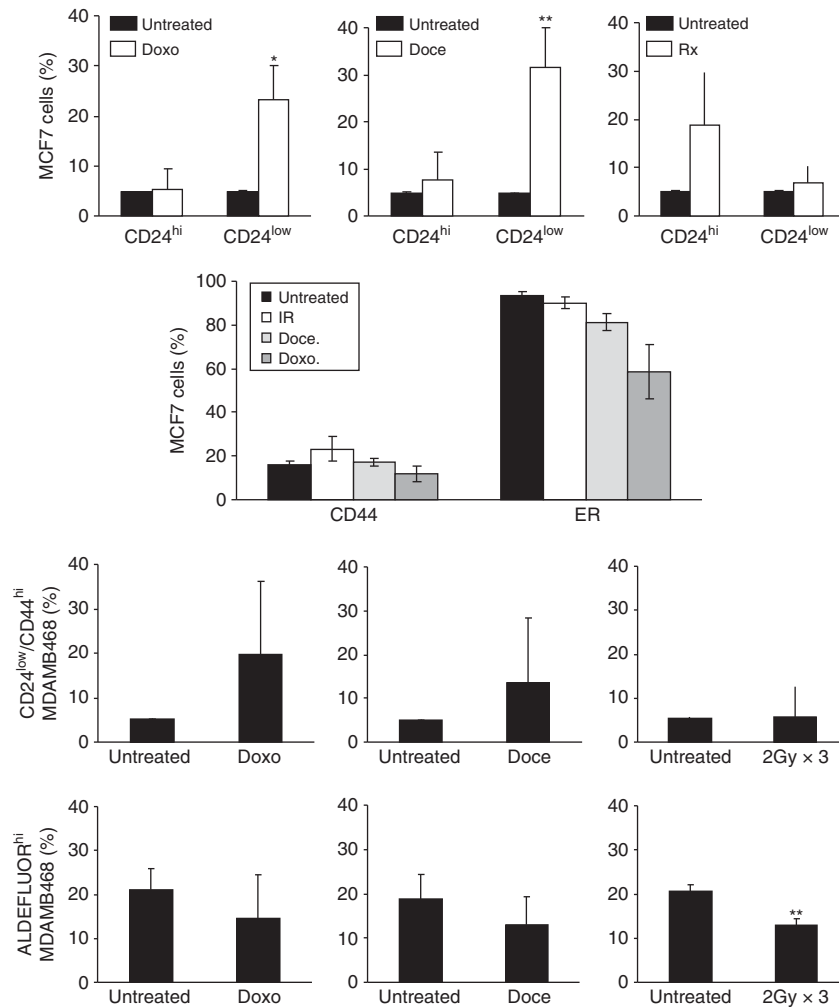 MCF7 cells (%)
40
30
20
10
0
Untreated
Doxo
*
CD24hi
CD24low
40
30
20
10
0
Untreated
Doce
**
CD24hi
CD24low
40
30
20
10
0
Untreated
Rx
CD24hi
CD24low
MCF7 cells (%)
100
80
60
40
20
0
Untreated
IR
Doce.
Doxo.
CD44
ER
CD24low/CD44hi
MDAMB468 (%)
40
30
20
10
0
Untreated
Doxo
40
30
20
10
0
Untreated
Doce
40
30
20
10
0
Untreated
2Gy × 3
ALDEFLUORhi
MDAMB468 (%)
40
30
20
10
0
Untreated
Doxo
40
30
20
10
0
Untreated
Doce
40
30
20
10
0
**
Untreated
2Gy × 3